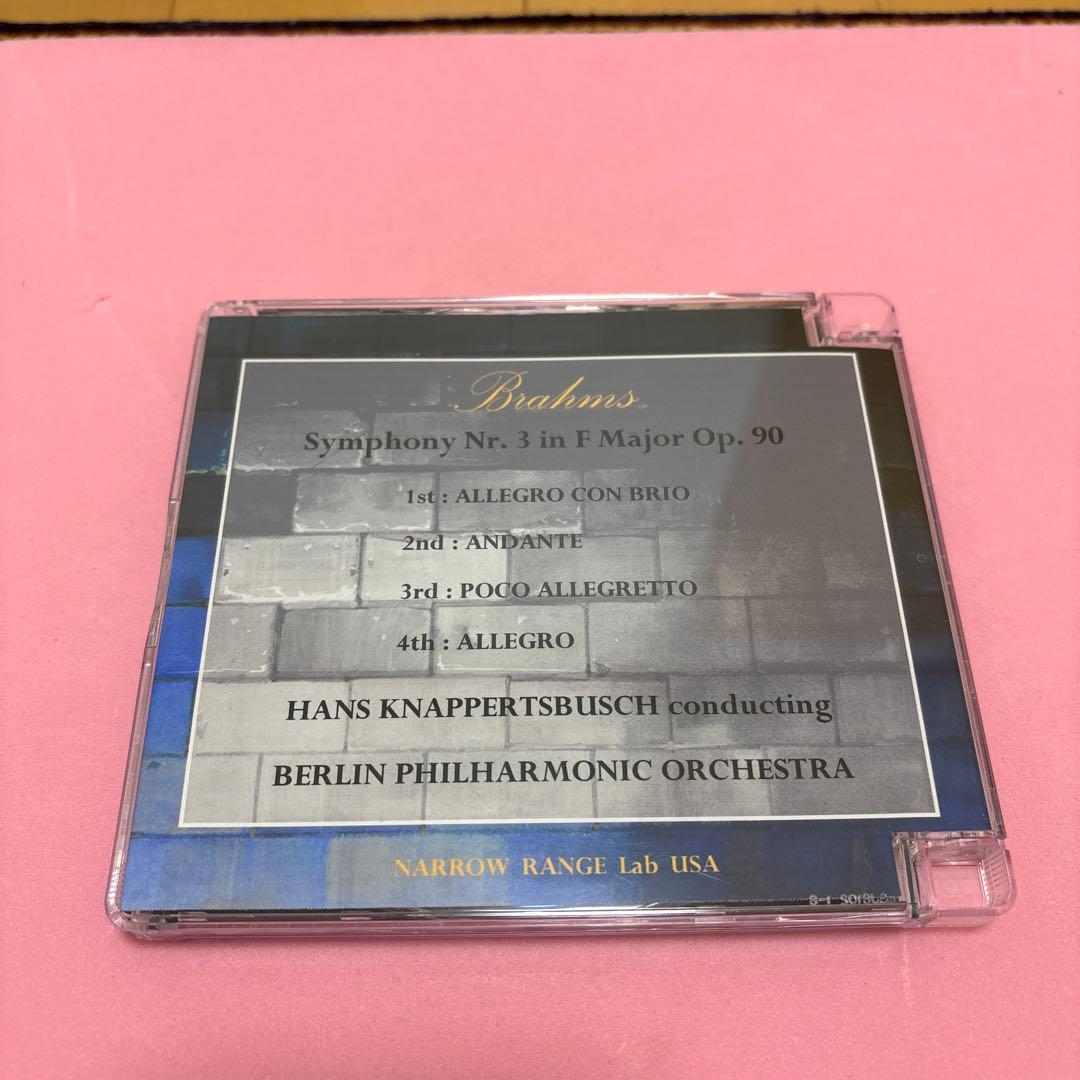 Brahms
Symphony Nr. 3 in F Major Op. 90
1st : ALLEGRO CON BRIO
2nd : ANDANTE
3rd : POCO ALLEGRETTO
4th : ALLEGRO
HANS KNAPPERTSBUSCH conducting
BERLIN PHILHARMONIC ORCHESTRA
NARROW RANGE Lab USA